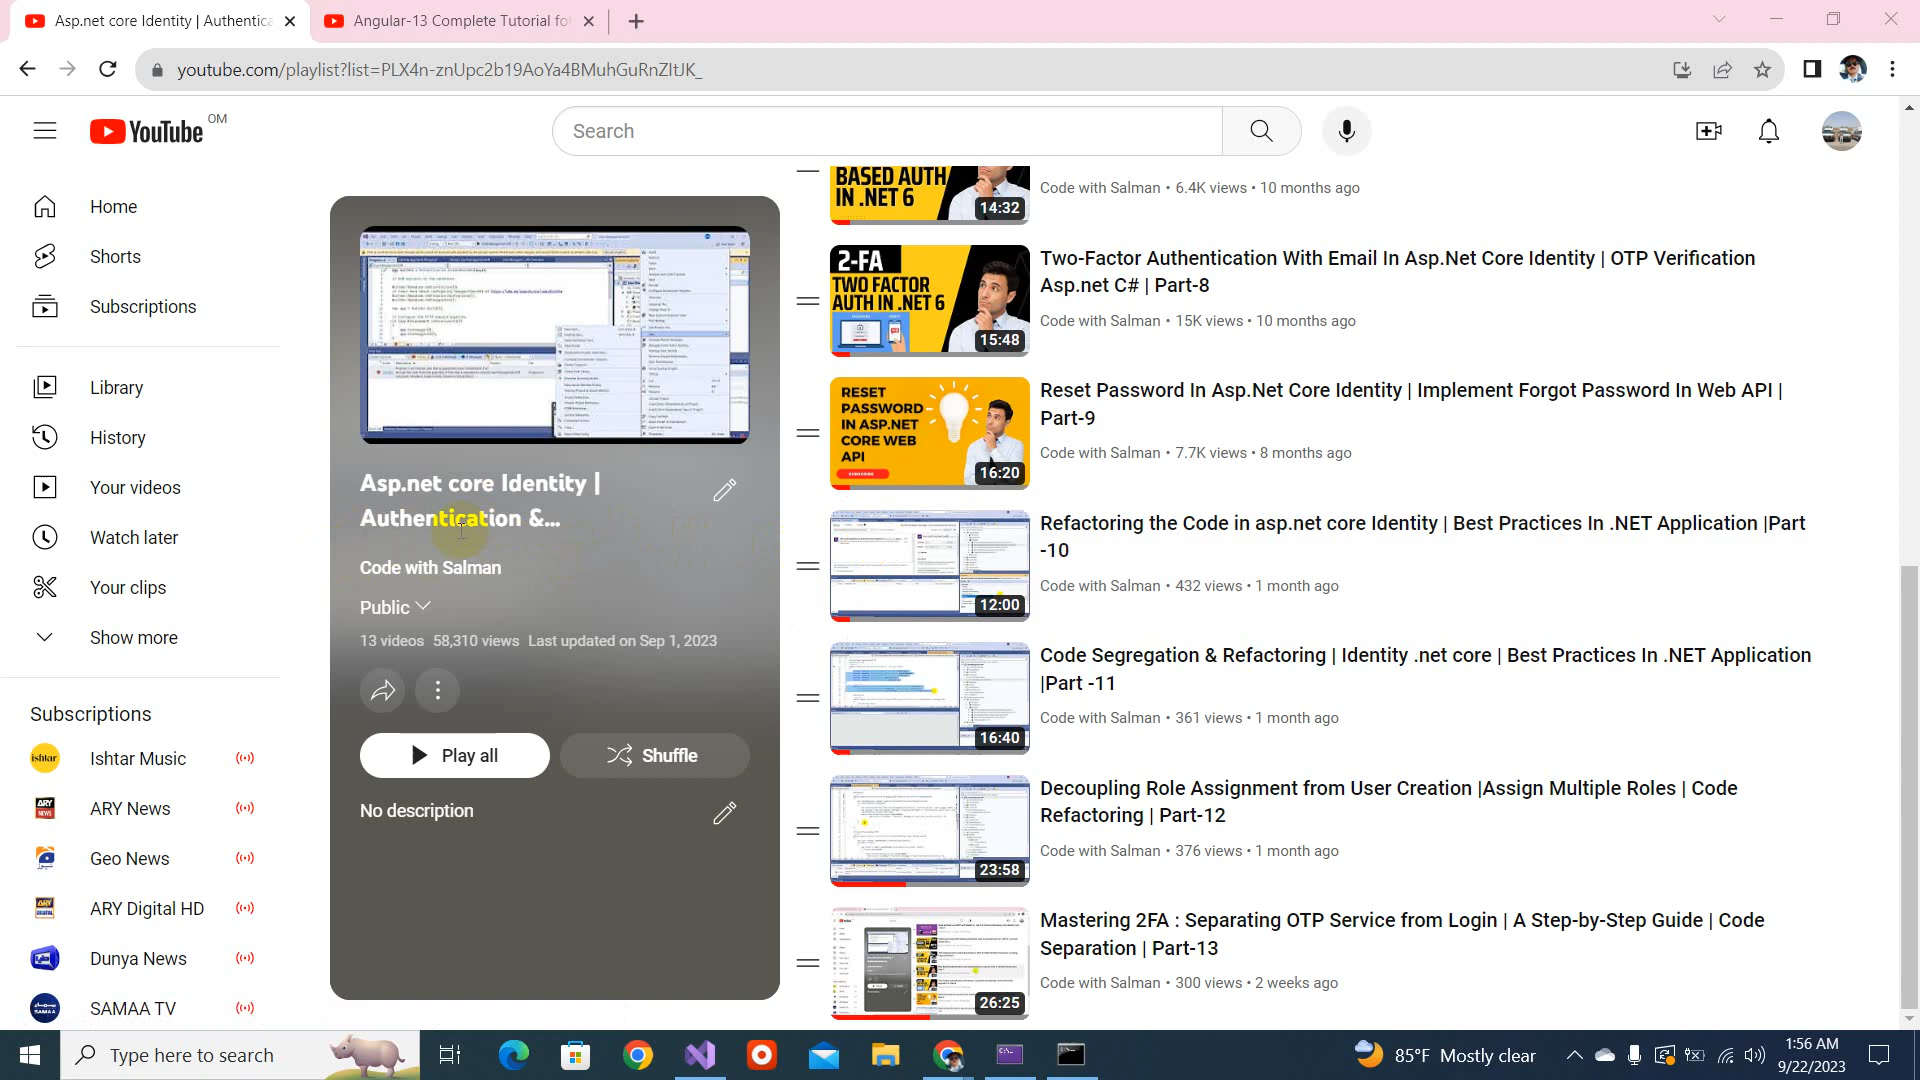 Asp.net core Identity | Authentica
Angular-13 Complete Tutorial fo
youtube.com/playlist?list=PLX4n-znUpc2b19AoYa4BMuhGuRnZltJK_
YouTube OM
Search
Home
Shorts
Subscriptions
Library
History
Your videos
Watch later
Your clips
Show more
Subscriptions
ishtar
Ishtar Music
ARY NEWS
ARY News
Geo News
ARY DIGITAL
ARY Digital HD
Dunya News
SAMAA
SAMAA TV
Asp.net core Identity |
Authentication &...
Code with Salman
Public
13 videos 58,310 views Last updated on Sep 1, 2023
Play all
Shuffle
No description
BASED AUTH
IN .NET 6
14:32
Code with Salman • 6.4K views • 10 months ago
2-FA
TWO FACTOR
AUTH IN .NET 6
15:48
Two-Factor Authentication With Email In Asp.Net Core Identity | OTP Verification
Asp.net C# | Part-8
Code with Salman • 15K views • 10 months ago
RESET
PASSWORD
IN ASP.NET
CORE WEB
API
SUBSCRIBE
16:20
Reset Password In Asp.Net Core Identity | Implement Forgot Password In Web API |
Part-9
Code with Salman • 7.7K views • 8 months ago
12:00
Refactoring the Code in asp.net core Identity | Best Practices In .NET Application |Part
-10
Code with Salman • 432 views • 1 month ago
16:40
Code Segregation & Refactoring | Identity .net core | Best Practices In .NET Application
|Part -11
Code with Salman • 361 views • 1 month ago
23:58
Decoupling Role Assignment from User Creation |Assign Multiple Roles | Code
Refactoring | Part-12
Code with Salman • 376 views • 1 month ago
26:25
Mastering 2FA : Separating OTP Service from Login | A Step-by-Step Guide | Code
Separation | Part-13
Code with Salman • 300 views • 2 weeks ago
Type here to search
85°F Mostly clear
1:56 AM
9/22/2023